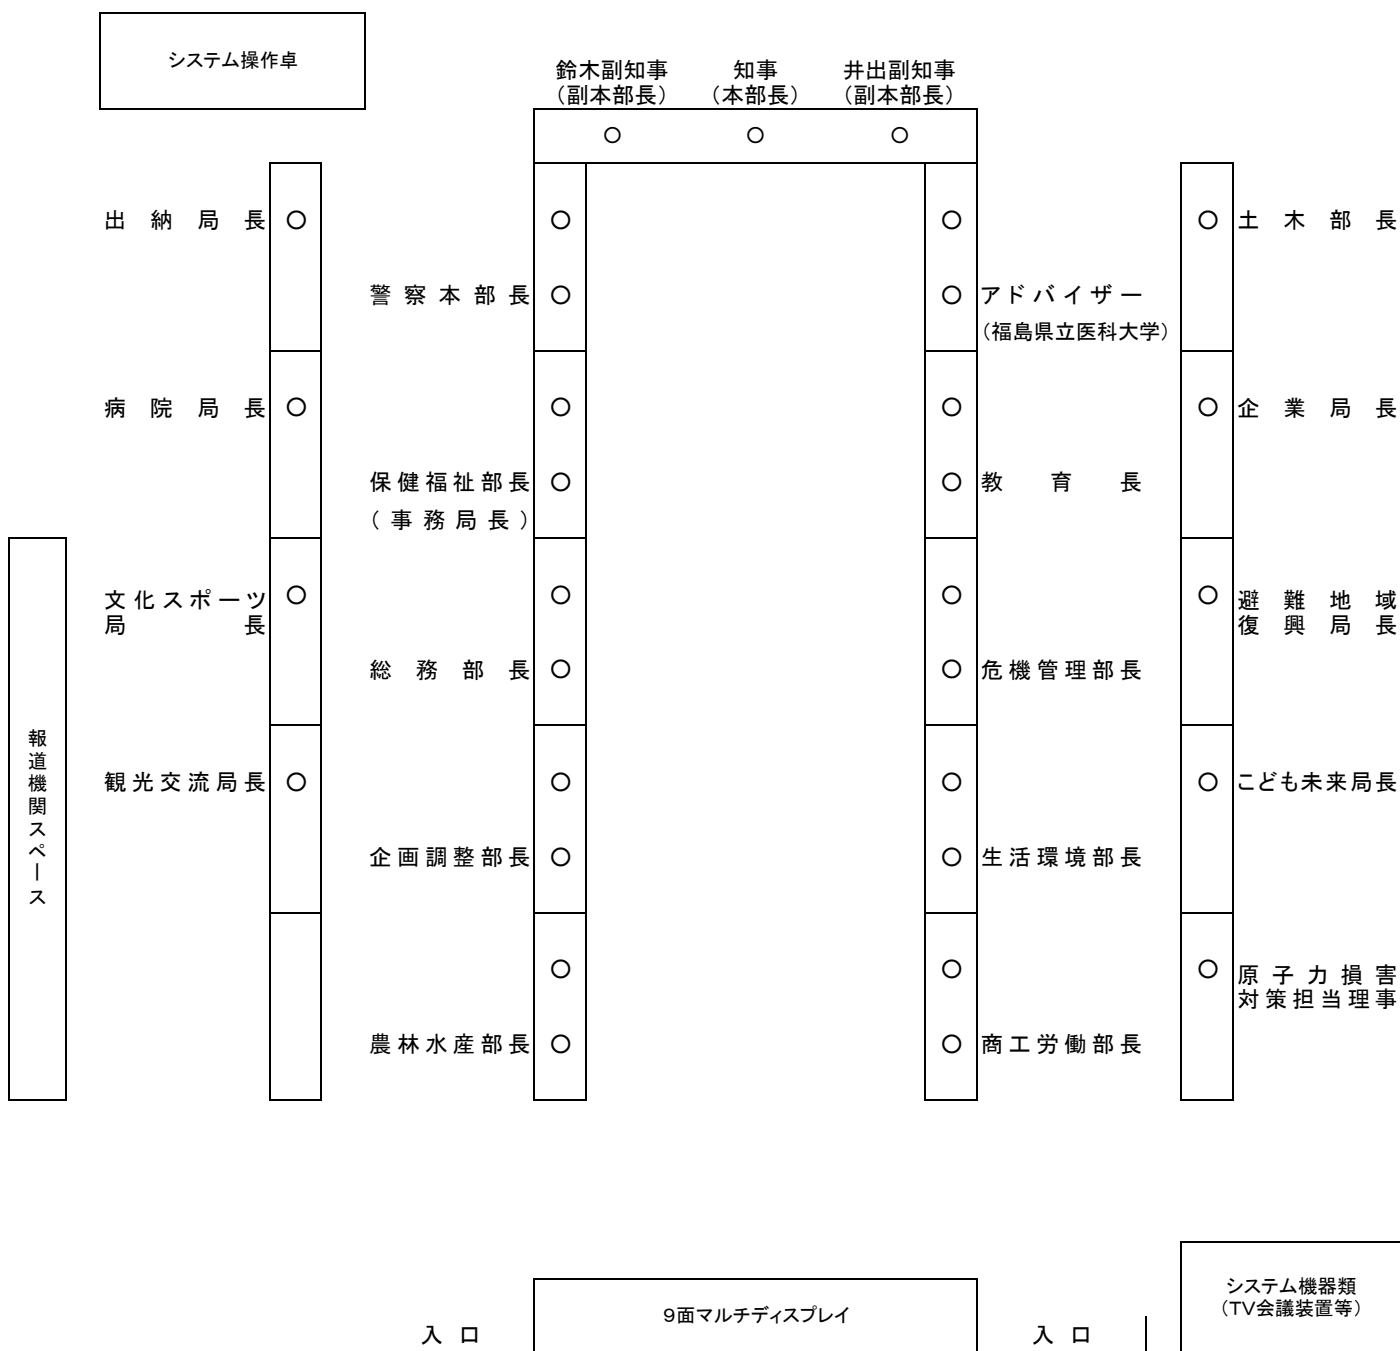 システム操作卓
鈴木副知事
(副本部長)
知事
(本部長)
井出副知事
(副本部長)
出納局長
警察本部長
アドバイザー
(福島県立医科大学)
土木部長
病院局長
保健福祉部長
(事務局長)
教育長
企業局長
文化スポーツ
局長
総務部長
危機管理部長
避難地域
復興局長
報道機関スペース
観光交流局長
企画調整部長
生活環境部長
こども未来局長
農林水産部長
商工労働部長
原子力損害
対策担当理事
入口
9面マルチディスプレイ
入口
システム機器類
(TV会議装置等)